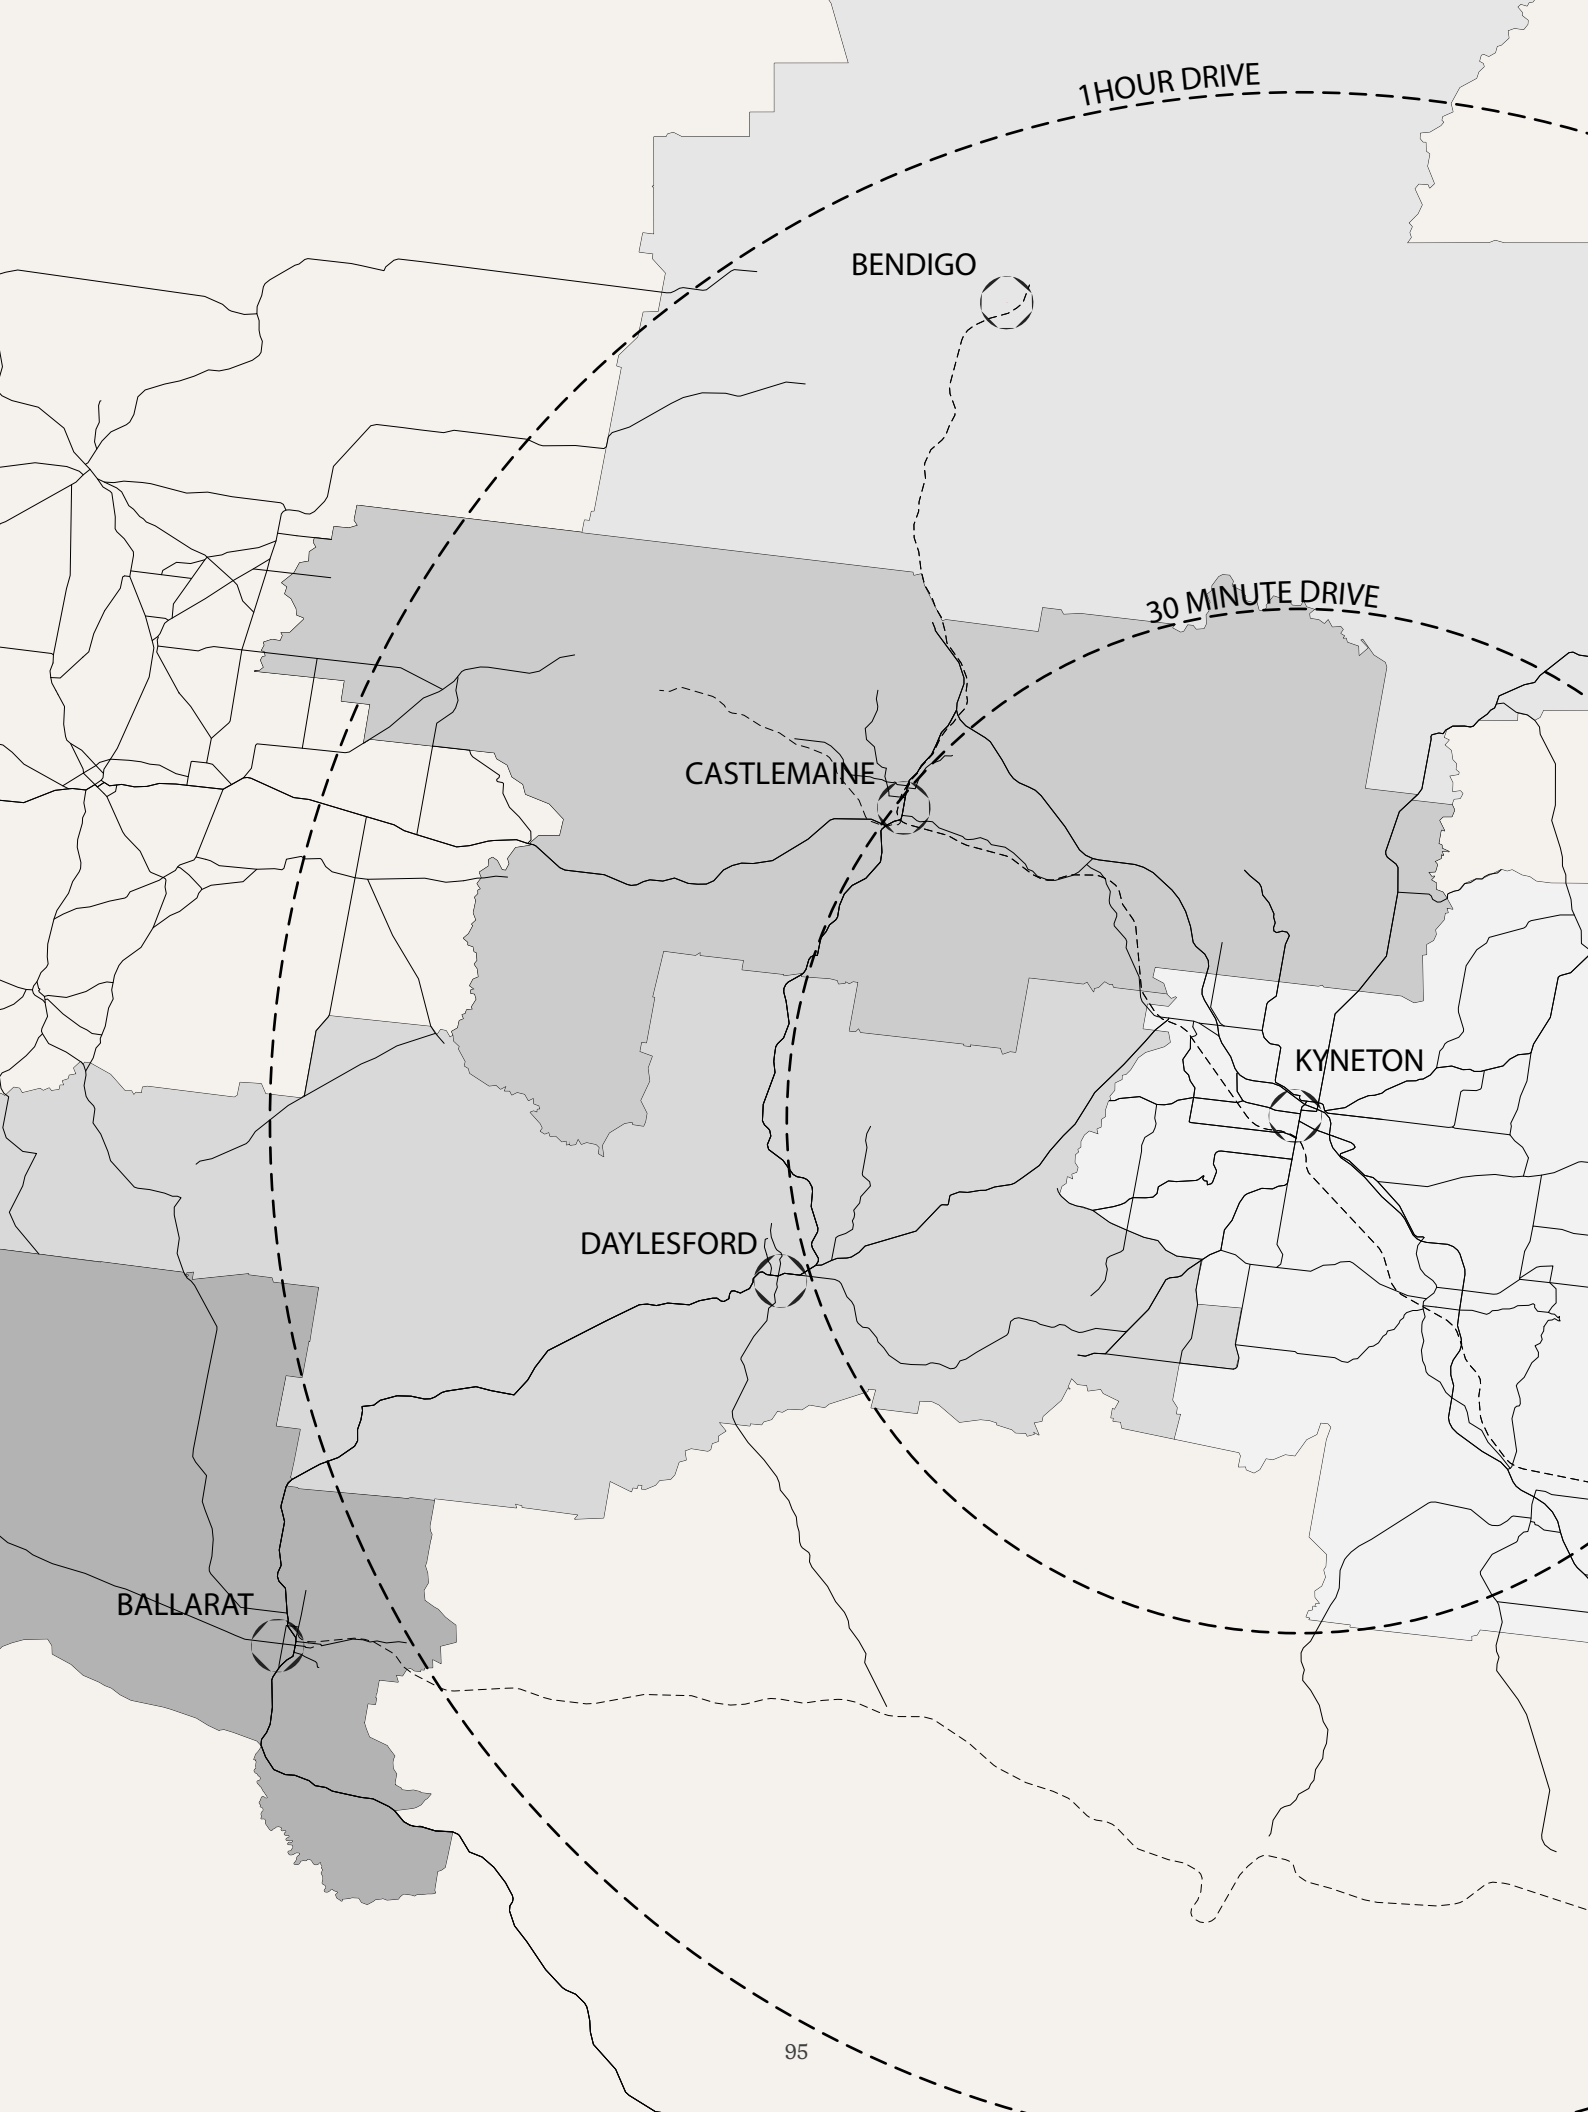 1HOUR DRIVE
BENDIGO
30 MINUTE DRIVE
CASTLEMAINE
KYNETON
DAYLESFORD
BALLARAT
95